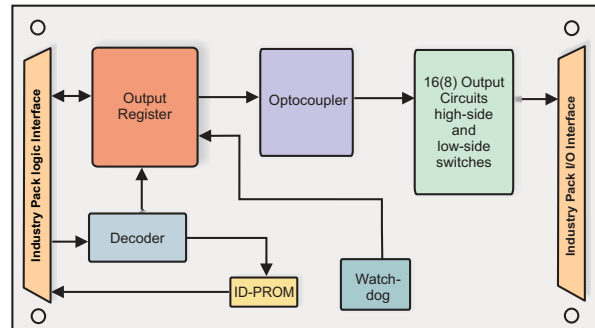 Industry Pack logic Interface
Output
Register
Optocoupler
16(8) Output
Circuits
high-side
and
low-side
switches
Industry Pack I/O Interface
Decoder
ID-PROM
Watch-
dog